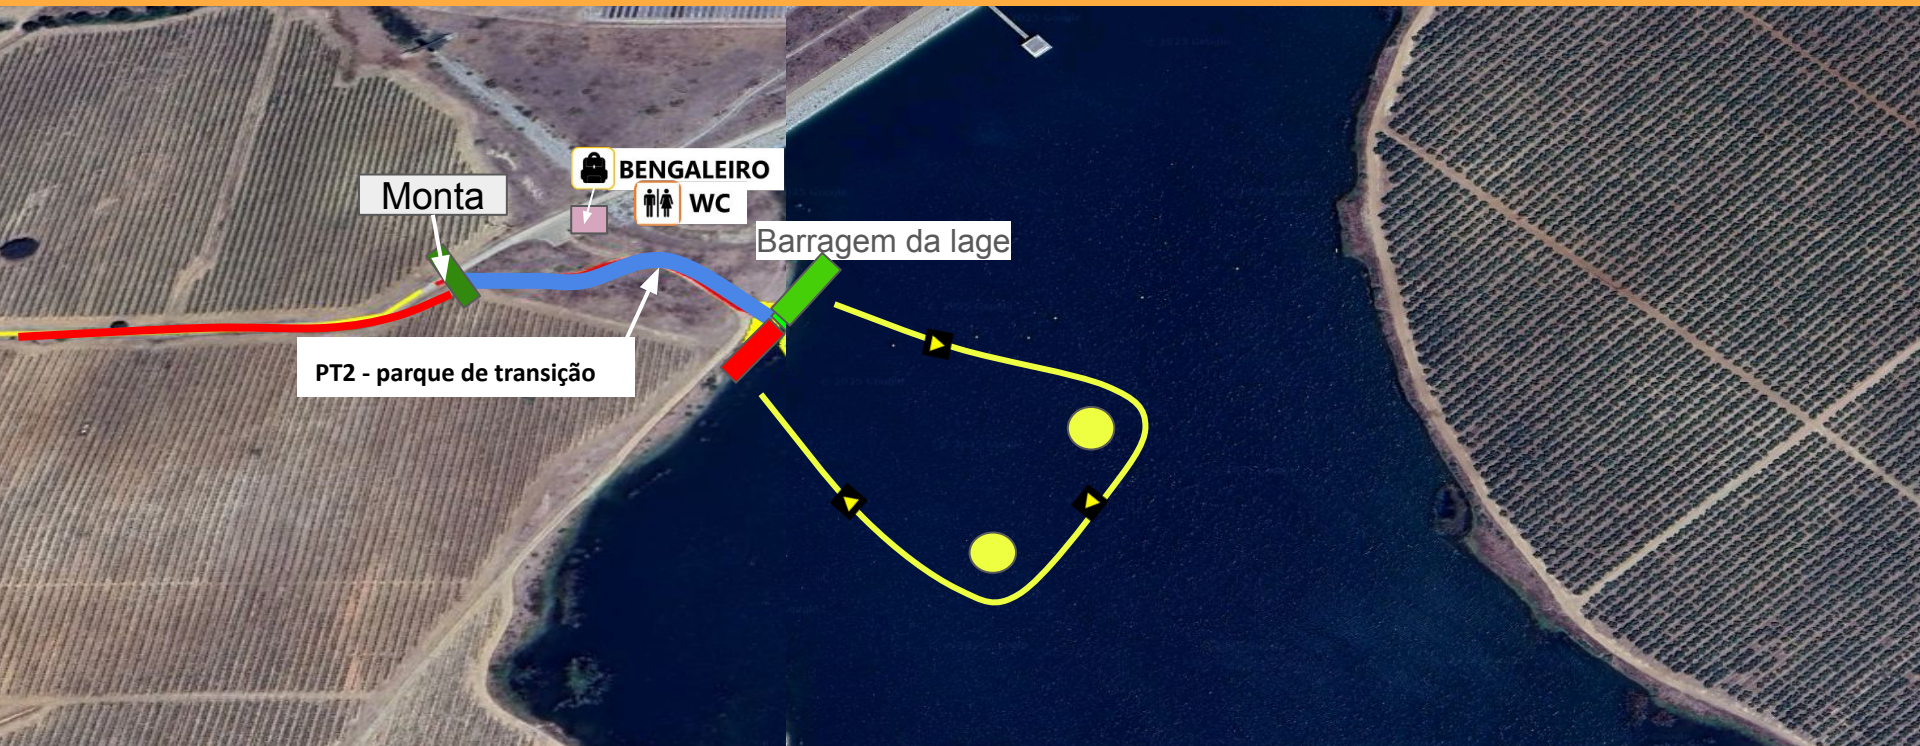 BENGALEIRO
Monta
WC
Barragem da lage
PT2 - parque de transição